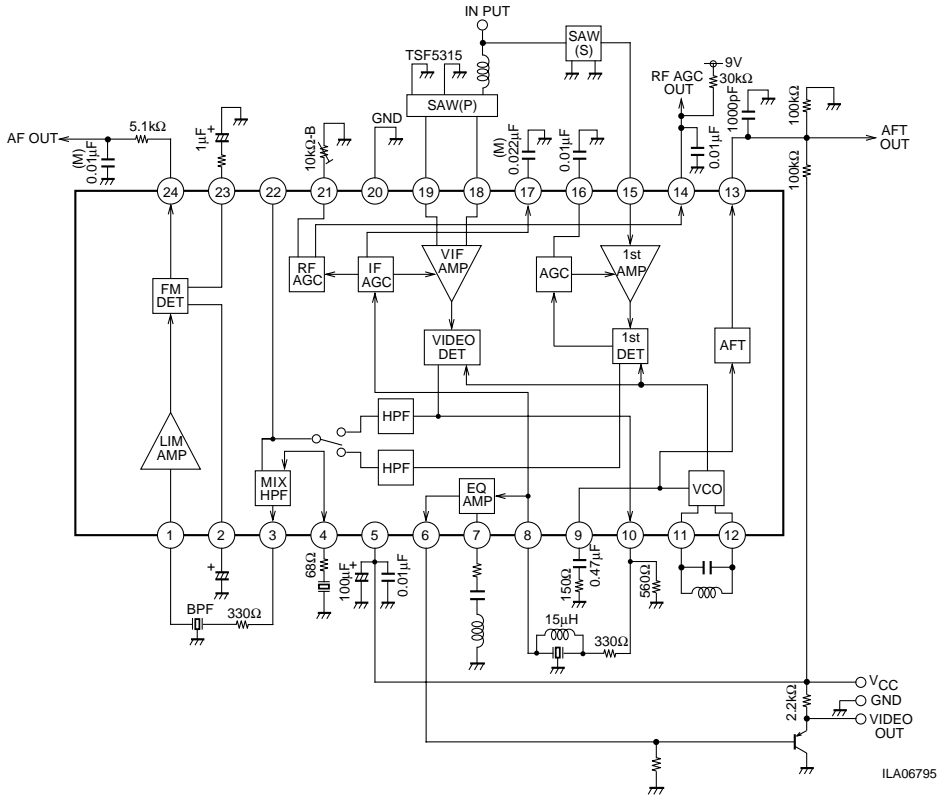 IN PUT
SAW
(S)
TSF5315
SAW(P)
RF AGC
OUT
9V
30kΩ
1000pF
100kΩ
AF OUT
5.1kΩ
(M)
0.01μF
1μF
+
10kΩ-B
GND
(M)
0.022μF
0.01μF
0.01μF
100kΩ
AFT
OUT
24
23
22
21
20
19
18
17
16
15
14
13
RF
AGC
IF
AGC
VIF
AMP
AGC
1st
AMP
FM
DET
VIDEO
DET
1st
DET
AFT
HPF
LIM
AMP
HPF
MIX
HPF
EQ
AMP
VCO
1
2
3
4
5
6
7
8
9
10
11
12
+
68Ω
100μF
+
0.01μF
150Ω
0.47μF
560Ω
BPF
330Ω
15μH
330Ω
VCC
2.2kΩ
GND
VIDEO
OUT
ILA06795